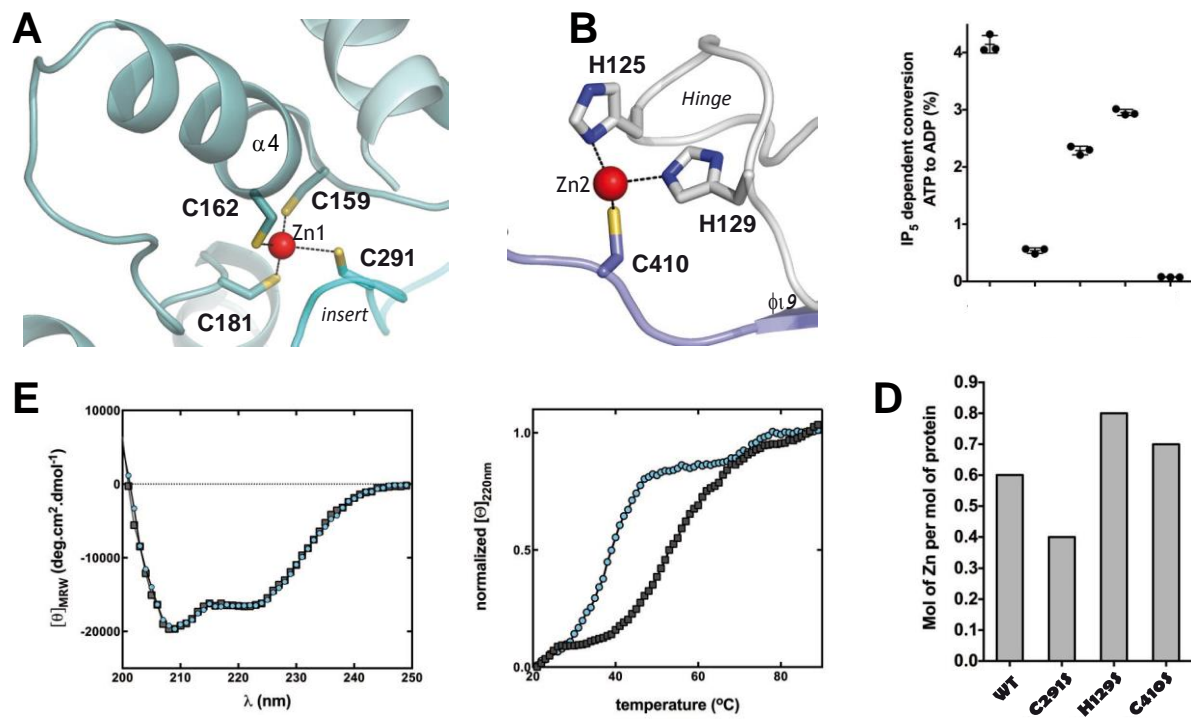 A
α4
C162
C159
Zn1
C291
C181
insert
B
H125
Hinge
Zn2
H129
C410
φι9
IP5 dependent conversion
ATP to ADP (%)
4
3
2
1
0
E
[θ]MRW (deg.cm².dmol-1)
10000
0
-10000
-20000
200 210 220 230 240 250
λ (nm)
normalized [Θ]220nm
1.0
0.5
0.0
20 40 60 80
temperature (ºC)
D
Mol of Zn per mol of protein
0.9
0.8
0.7
0.6
0.5
0.4
0.3
0.2
0.1
0.0
WT C291S H129S C410S